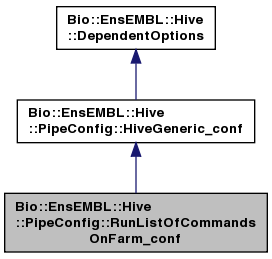 Bio::EnsEMBL::Hive
::DependentOptions
Bio::EnsEMBL::Hive
::PipeConfig::HiveGeneric_conf
Bio::EnsEMBL::Hive
::PipeConfig::RunListOfCommands
OnFarm_conf